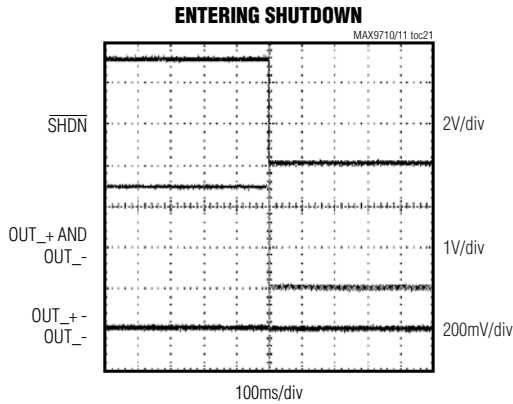 ENTERING SHUTDOWN
MAX9710/11 toc21
SHDN
2V/div
OUT_+ AND
OUT_-
1V/div
OUT_+ -
OUT_-
200mV/div
100ms/div